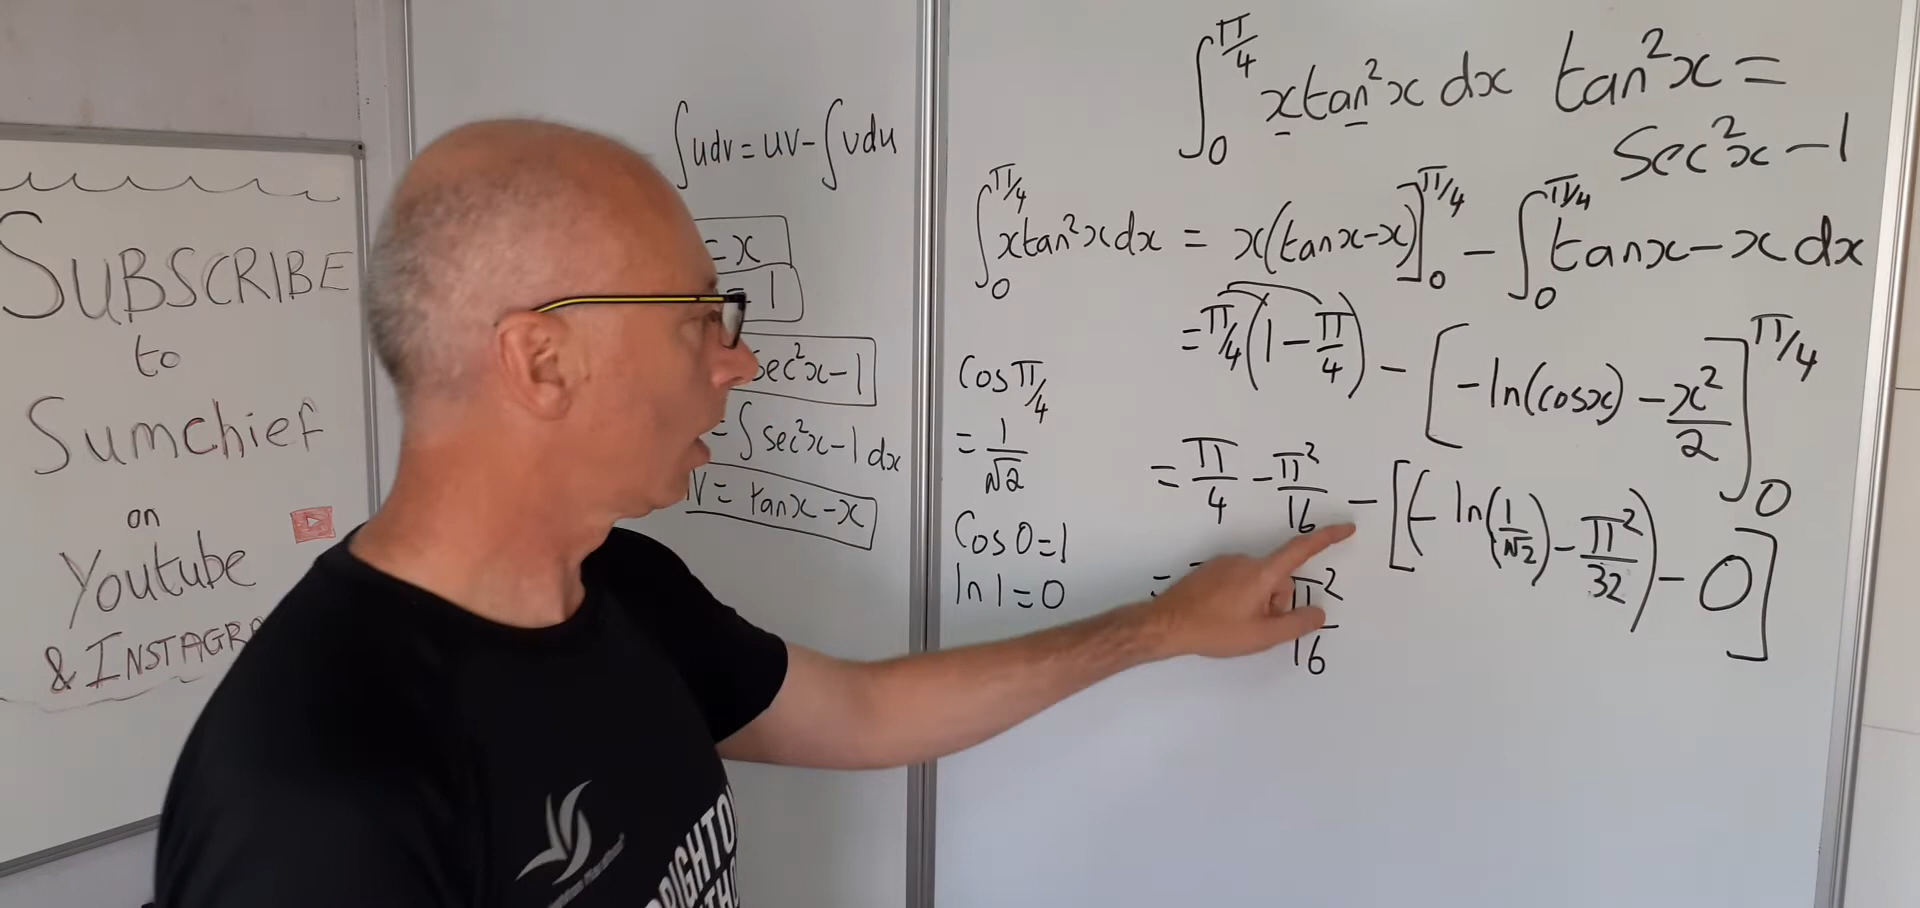 SUBSCRIBE
to
Sumchief
on
Youtube
& INSTAGRA
∫udv = uv - ∫vdu
= x
= 1
sec²x - 1
= ∫ sec²x - 1 dx
V = tanx - x
∫₀^π/4 xtan²x dx
tan²x =
sec²x - 1
∫₀^π/4 xtan²x dx = x(tanx - x)]₀^π/4 - ∫₀^π/4 tanx - x dx
= π/4 (1 - π/4) - [-ln(cosx) - x²/2]₀^π/4
= π/4 - π²/16 - [(-ln(1/√2) - π²/32) - 0]
= π²/16
Cos π/4
= 1/√2
Cos 0 = 1
ln 1 = 0